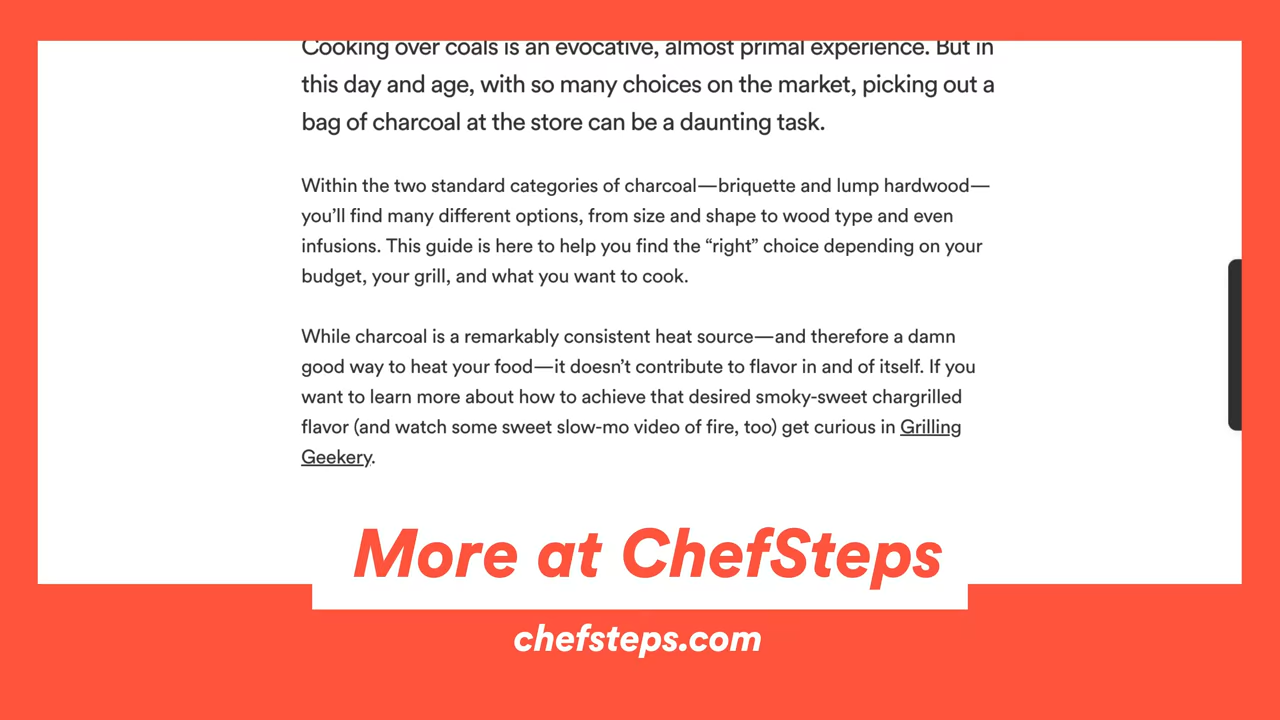 Cooking over coals is an evocative, almost primal experience. But in
this day and age, with so many choices on the market, picking out a
bag of charcoal at the store can be a daunting task.
Within the two standard categories of charcoal—briquette and lump hardwood—
you’ll find many different options, from size and shape to wood type and even
infusions. This guide is here to help you find the “right” choice depending on your
budget, your grill, and what you want to cook.
While charcoal is a remarkably consistent heat source—and therefore a damn
good way to heat your food—it doesn’t contribute to flavor in and of itself. If you
want to learn more about how to achieve that desired smoky-sweet chargrilled
flavor (and watch some sweet slow-mo video of fire, too) get curious in Grilling
Geekery.
More at ChefSteps
chefsteps.com